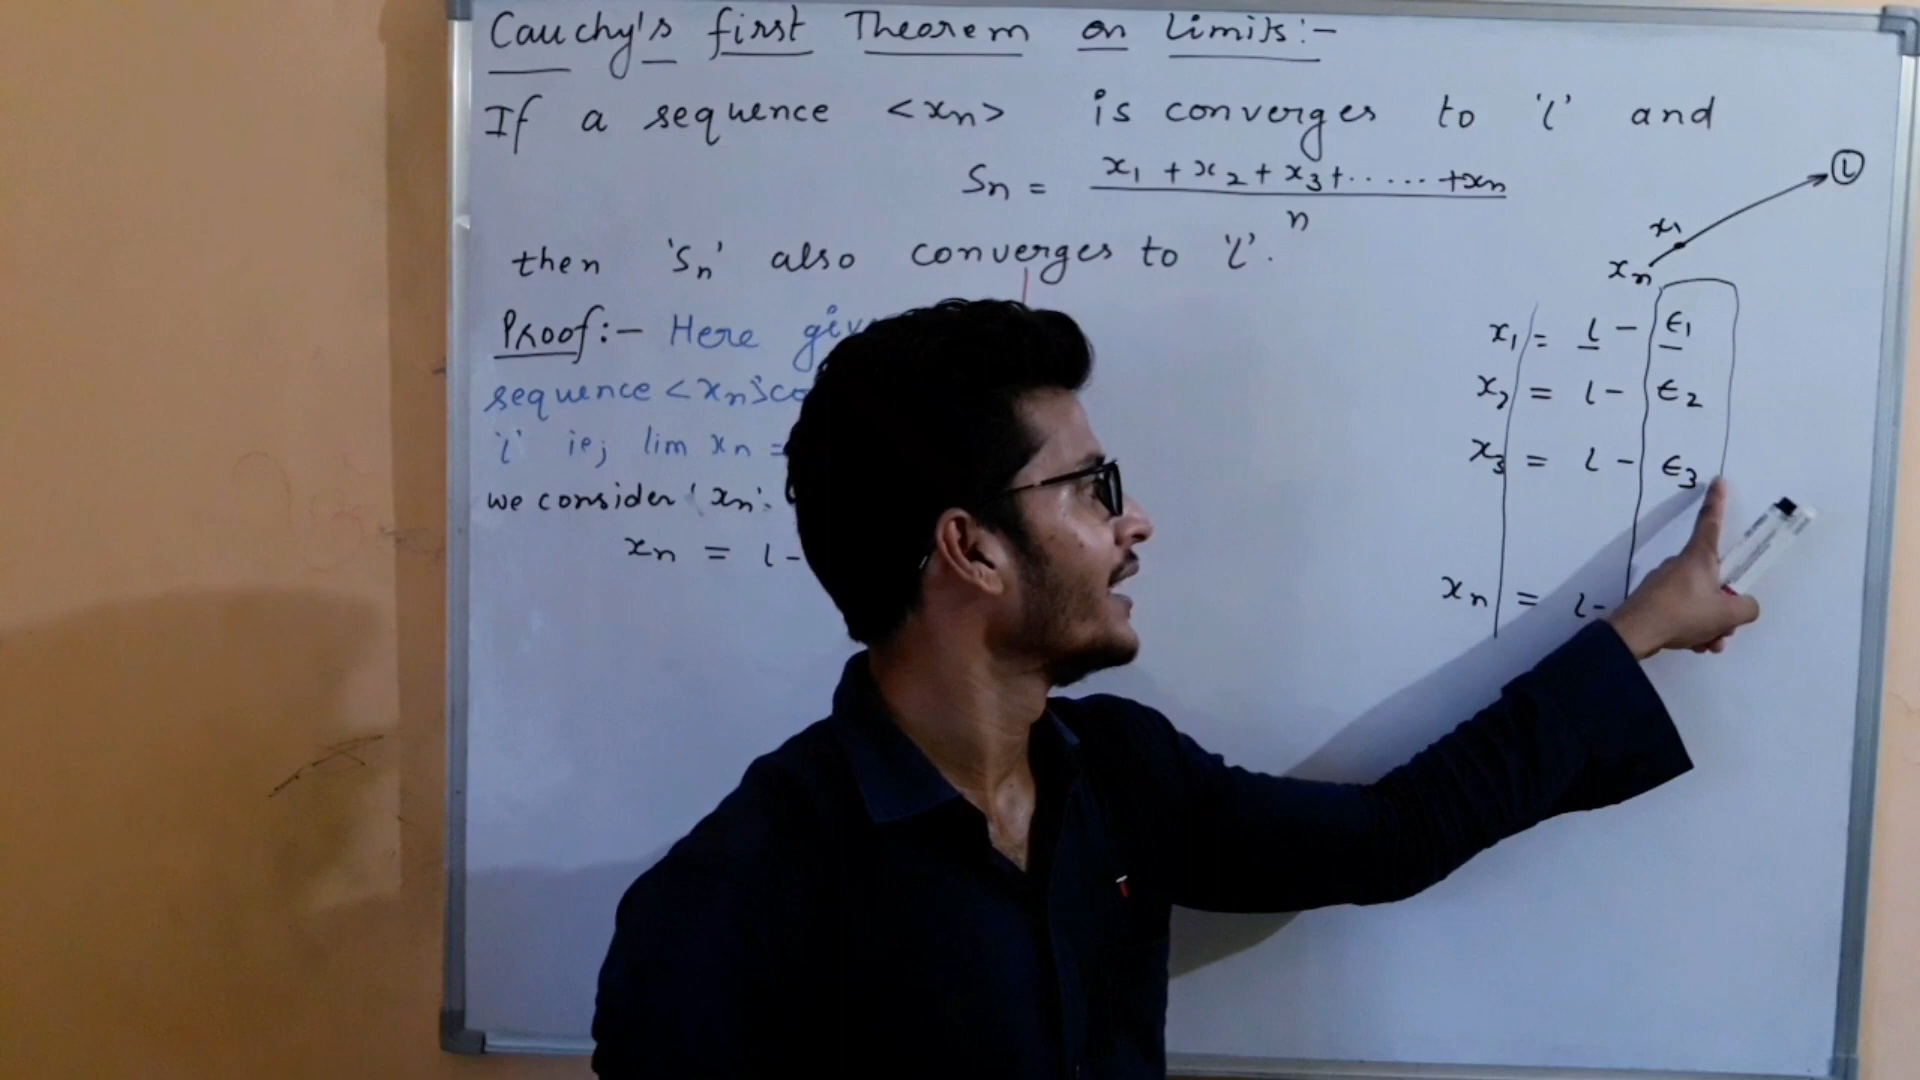 Cauchy's first Theorem on Limits:-
If a sequence <xn> is converges to 'l' and
Sn = x1 + x2 + x3 + ...... + xn
n
then 'Sn' also converges to 'l'.
Proof:- Here
sequence <xn>
'l' ie; lim xn =
we consider 'xn'.
xn = l -
L
x1
xn
x1 = l - ϵ1
x2 = l - ϵ2
x3 = l - ϵ3
xn = l -